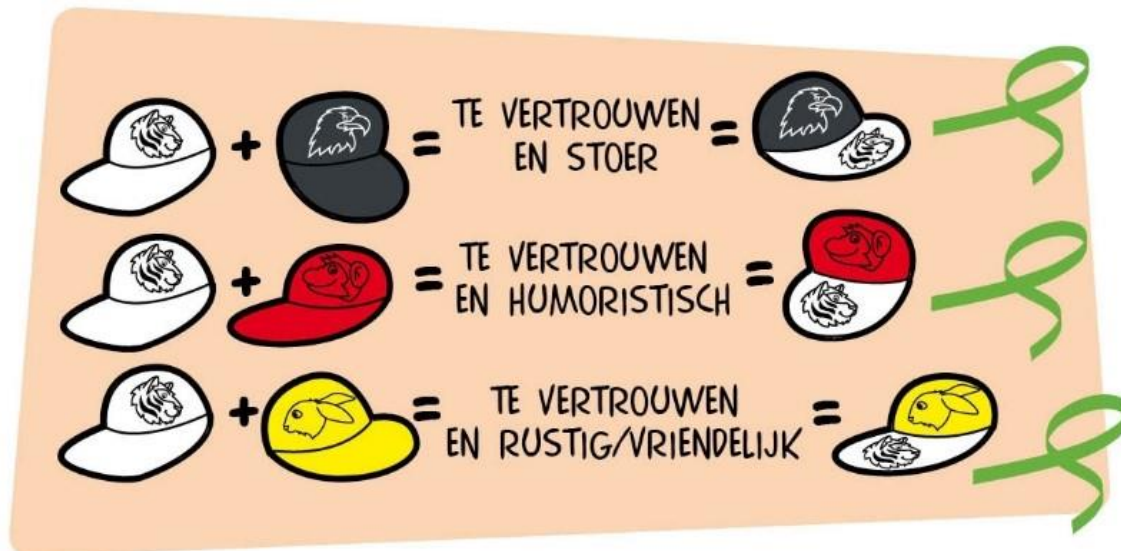 + = TE VERTROUWEN
EN STOER =
+ = TE VERTROUWEN
EN HUMORISTISCH =
+ = TE VERTROUWEN
EN RUSTIG/VRIENDELIJK =